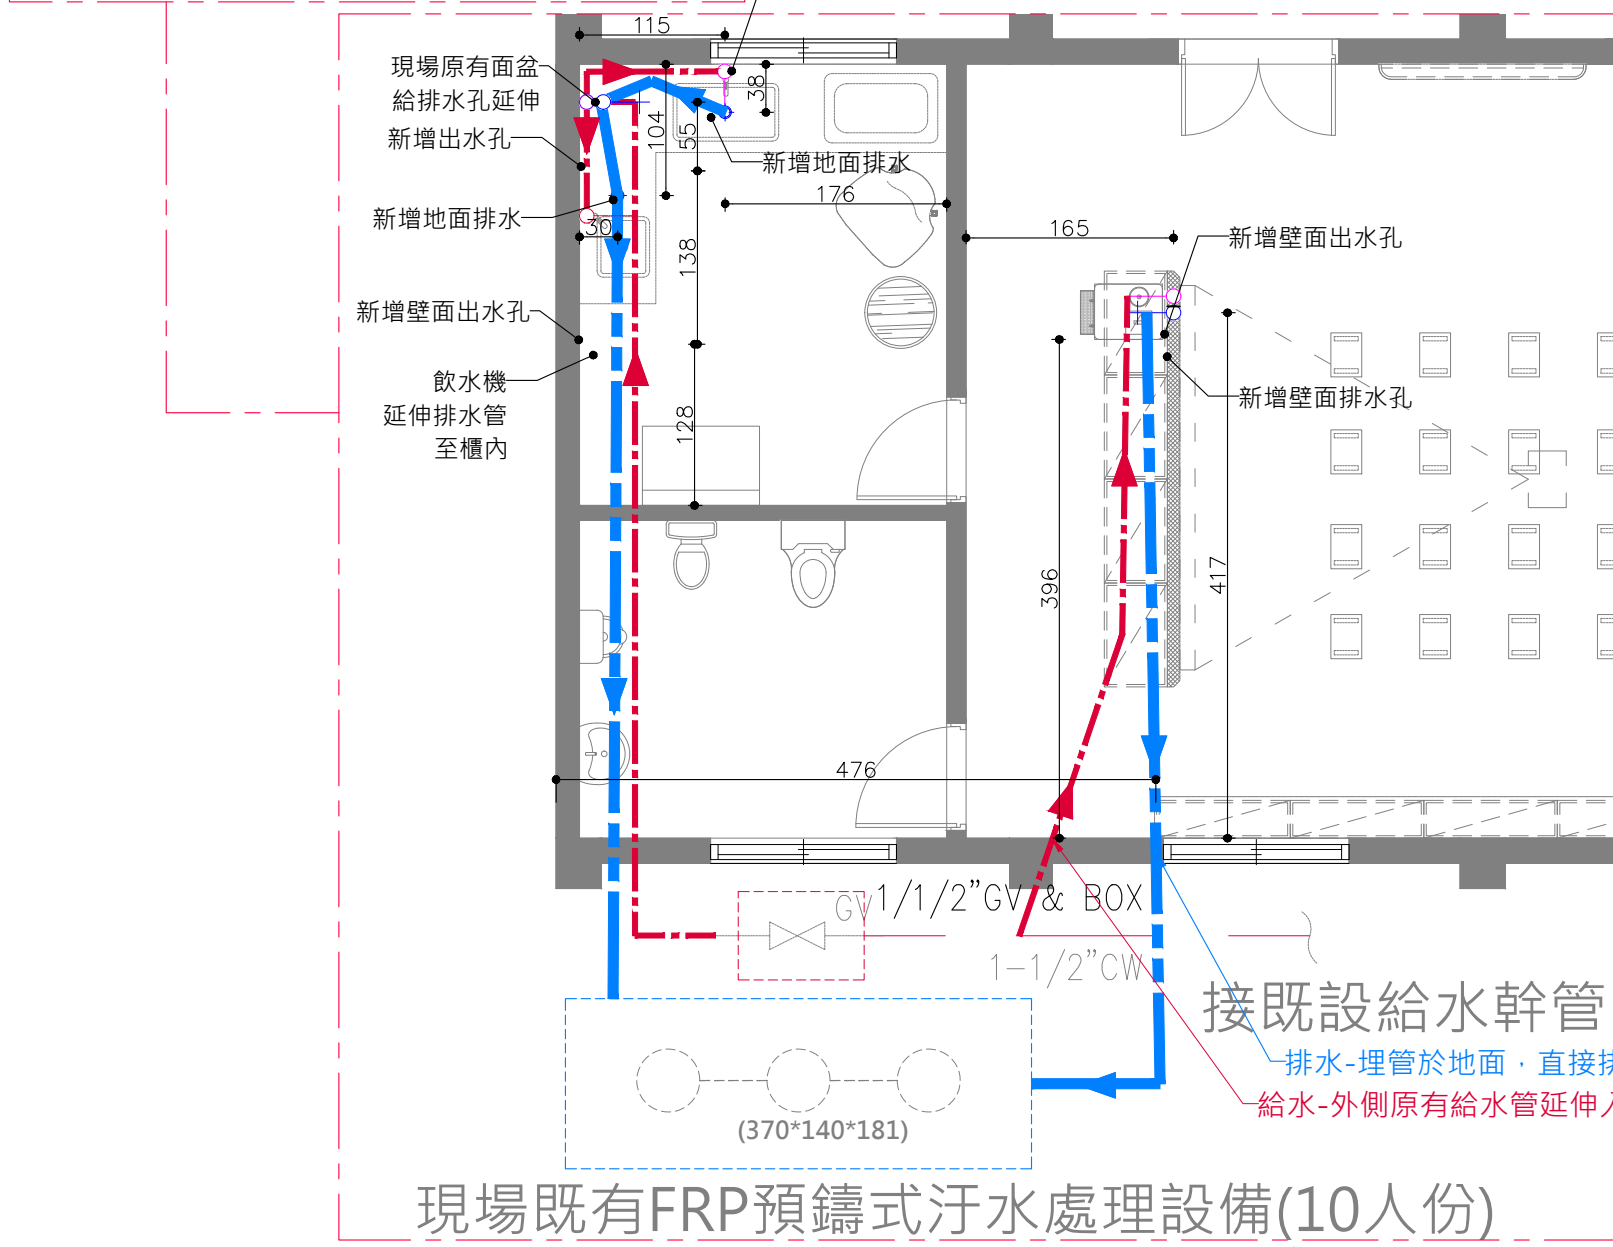 115
現場原有面盆
給排水孔延伸
新增出水孔
38
104
55
新增地面排水
176
新增地面排水
30
165
新增壁面出水孔
138
新增壁面出水孔
飲水機
延伸排水管
至櫃內
128
新增壁面排水孔
396
417
476
GV
1/1/2”GV & BOX
1-1/2”CW
接既設給水幹管
排水-埋管於地面，直接排
給水-外側原有給水管延伸入
(370*140*181)
現場既有FRP預鑄式汙水處理設備(10人份)